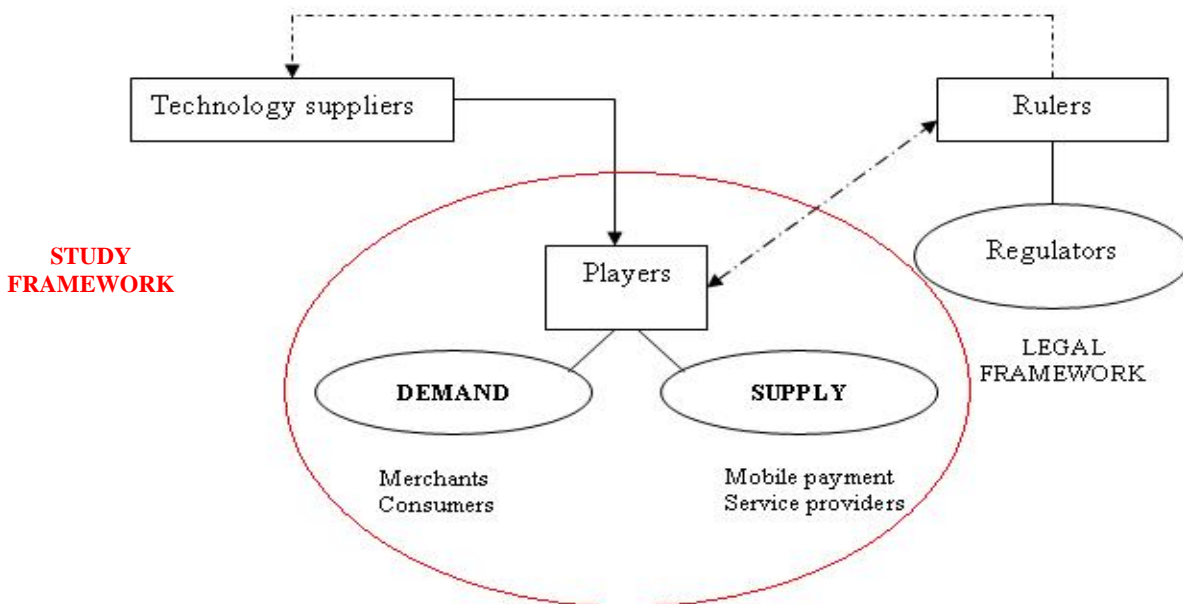 Technology suppliers
Rulers
STUDY
FRAMEWORK
Players
Regulators
LEGAL
FRAMEWORK
DEMAND
SUPPLY
Merchants
Consumers
Mobile payment
Service providers